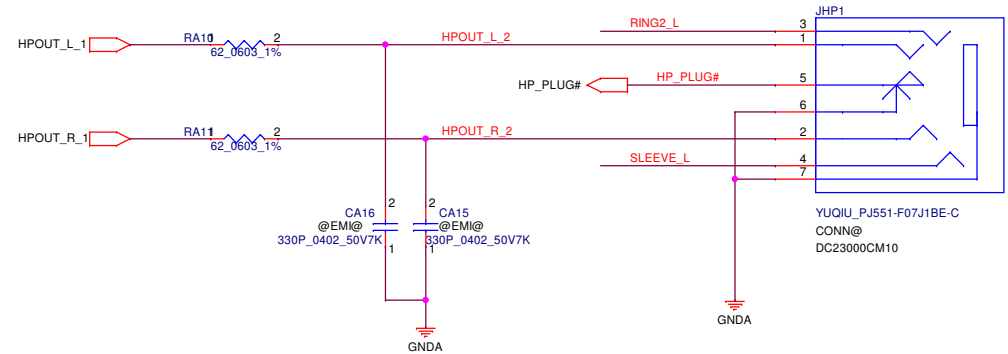 JHP1
RING2_L
3
HPOUT_L_1
RA10
1
2
62_0603_1%
HPOUT_L_2
1
HP_PLUG#
HP_PLUG#
5
6
HPOUT_R_1
RA11
1
2
62_0603_1%
HPOUT_R_2
2
SLEEVE_L
4
7
2
2
CA16
CA15
@EMI@
@EMI@
330P_0402_50V7K
330P_0402_50V7K
1
1
YUQIU_PJ551-F07J1BE-C
CONN@
DC23000CM10
GNDA
GNDA